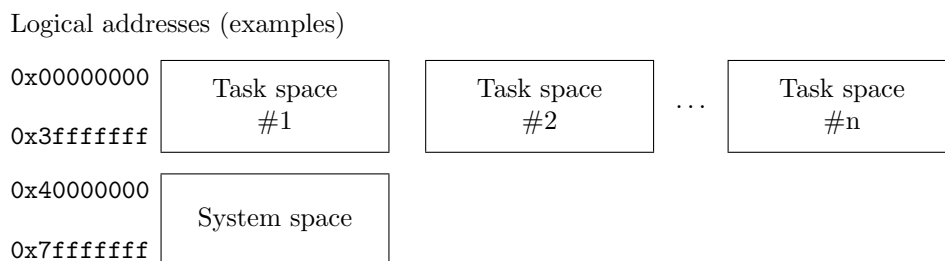 Logical addresses (examples)
0x00000000
0x3fffffff
Task space
#1
Task space
#2
...
Task space
#n
0x40000000
0x7fffffff
System space